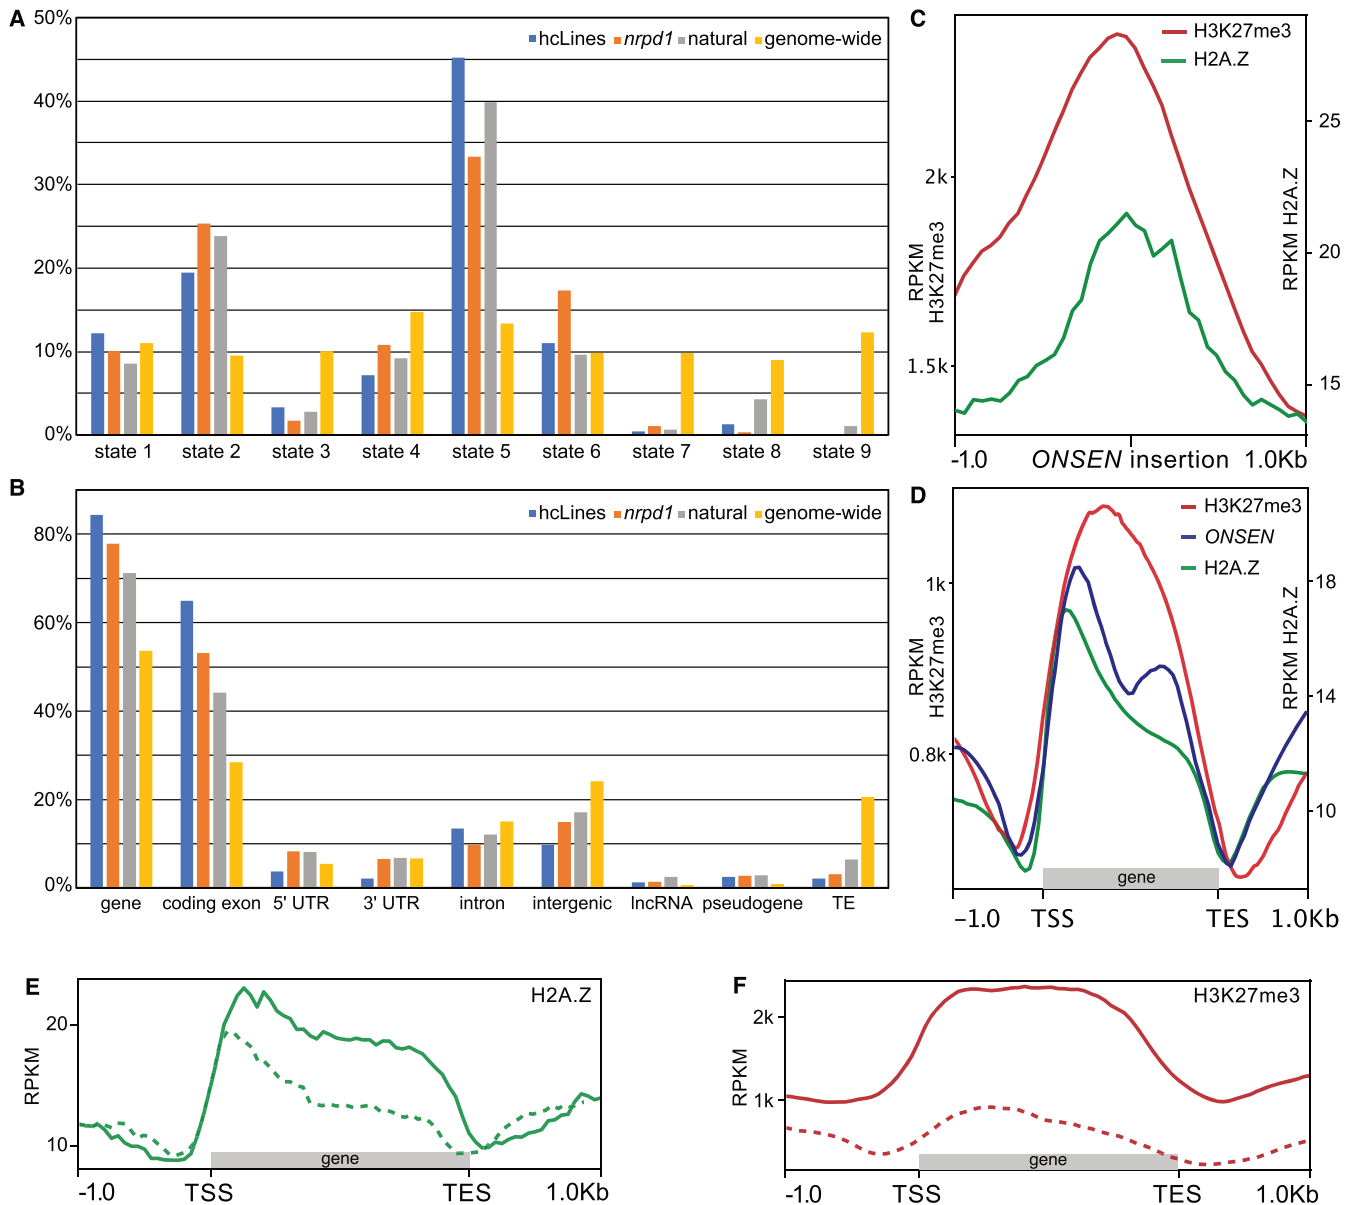 A
50%
40%
30%
20%
10%
0%
hcLines nrpd1 natural genome-wide
state 1 state 2 state 3 state 4 state 5 state 6 state 7 state 8 state 9
B
80%
60%
40%
20%
0%
hcLines nrpd1 natural genome-wide
gene coding exon 5' UTR 3' UTR intron intergenic lncRNA pseudogene TE
C
H3K27me3
H2A.Z
RPKM
H3K27me3
2k
1.5k
RPKM H2A.Z
25
20
15
-1.0 ONSEN insertion 1.0Kb
D
H3K27me3
ONSEN
H2A.Z
RPKM
H3K27me3
1k
0.8k
RPKM H2A.Z
18
14
10
gene
−1.0 TSS TES 1.0Kb
E
H2A.Z
RPKM
20
10
gene
-1.0 TSS TES 1.0Kb
F
H3K27me3
RPKM
2k
1k
gene
-1.0 TSS TES 1.0Kb